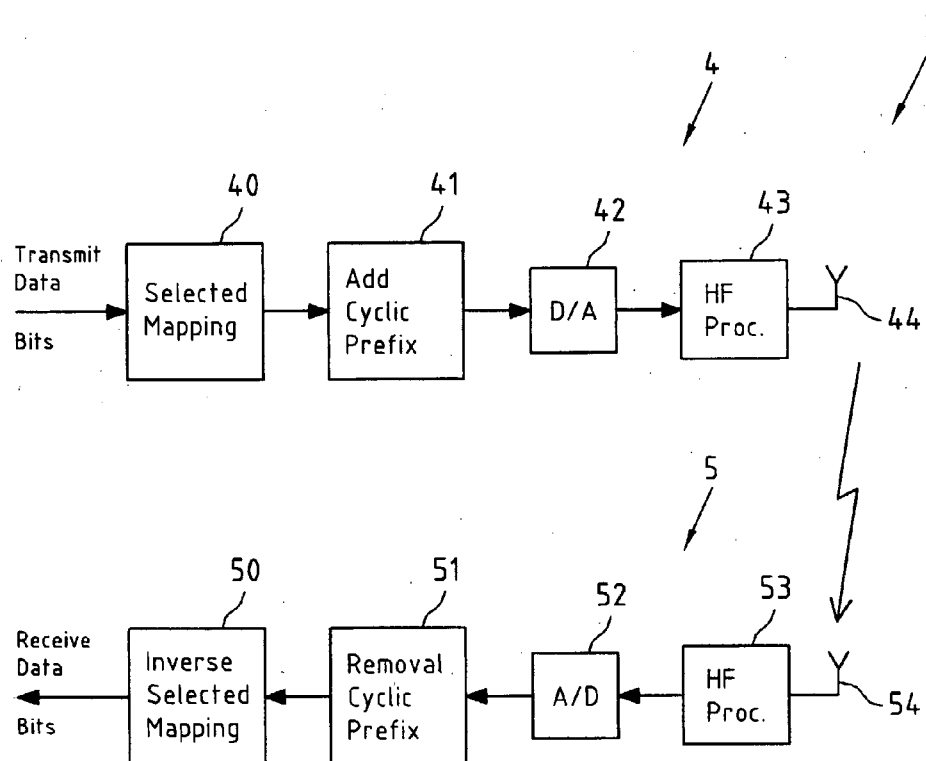 4
40
41
42
43
Transmit
Data
Bits
Selected
Mapping
Add
Cyclic
Prefix
D/A
HF
Proc.
44
5
50
51
52
53
Receive
Data
Bits
Inverse
Selected
Mapping
Removal
Cyclic
Prefix
A/D
HF
Proc.
54